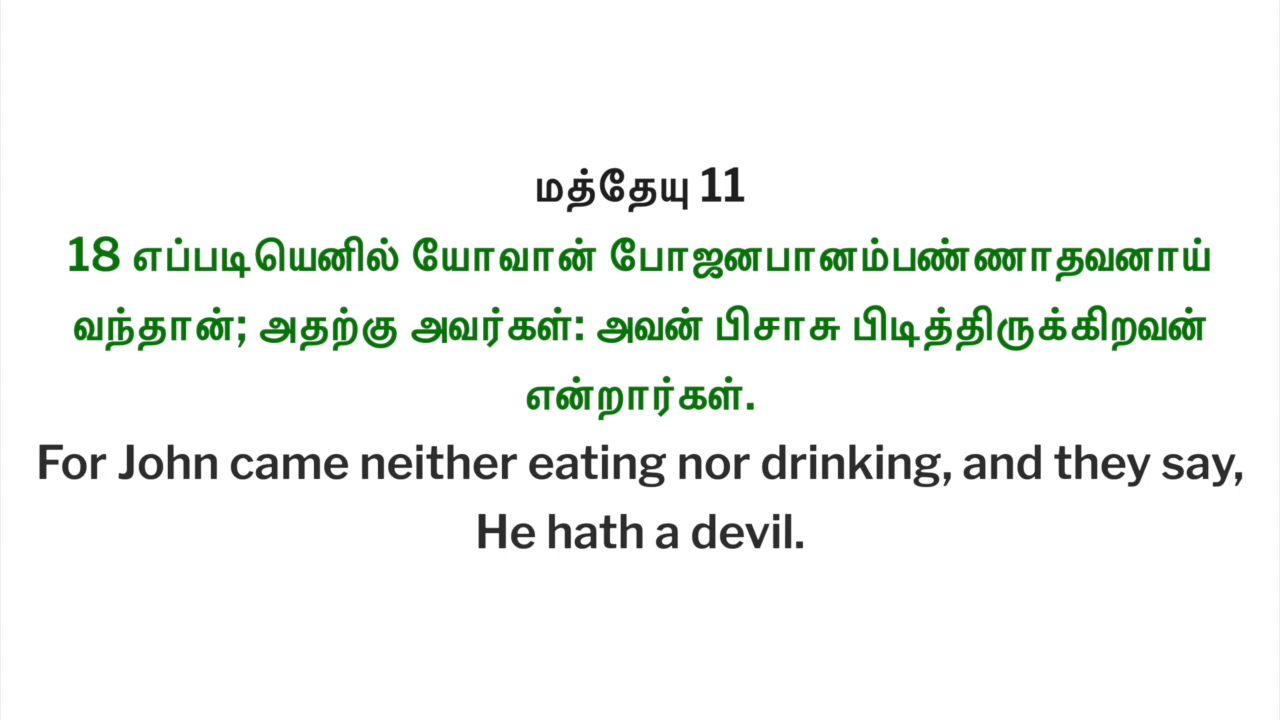 மத்தேயு 11
18 எப்படியெனில் யோவான் போஜனபானம்பண்ணாதவனாய்
வந்தான்; அதற்கு அவர்கள்: அவன் பிசாசு பிடித்திருக்கிறவன்
என்றார்கள்.
For John came neither eating nor drinking, and they say,
He hath a devil.